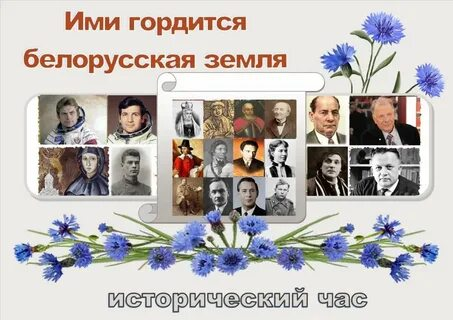 Ими гордится
белорусская земля
исторический час